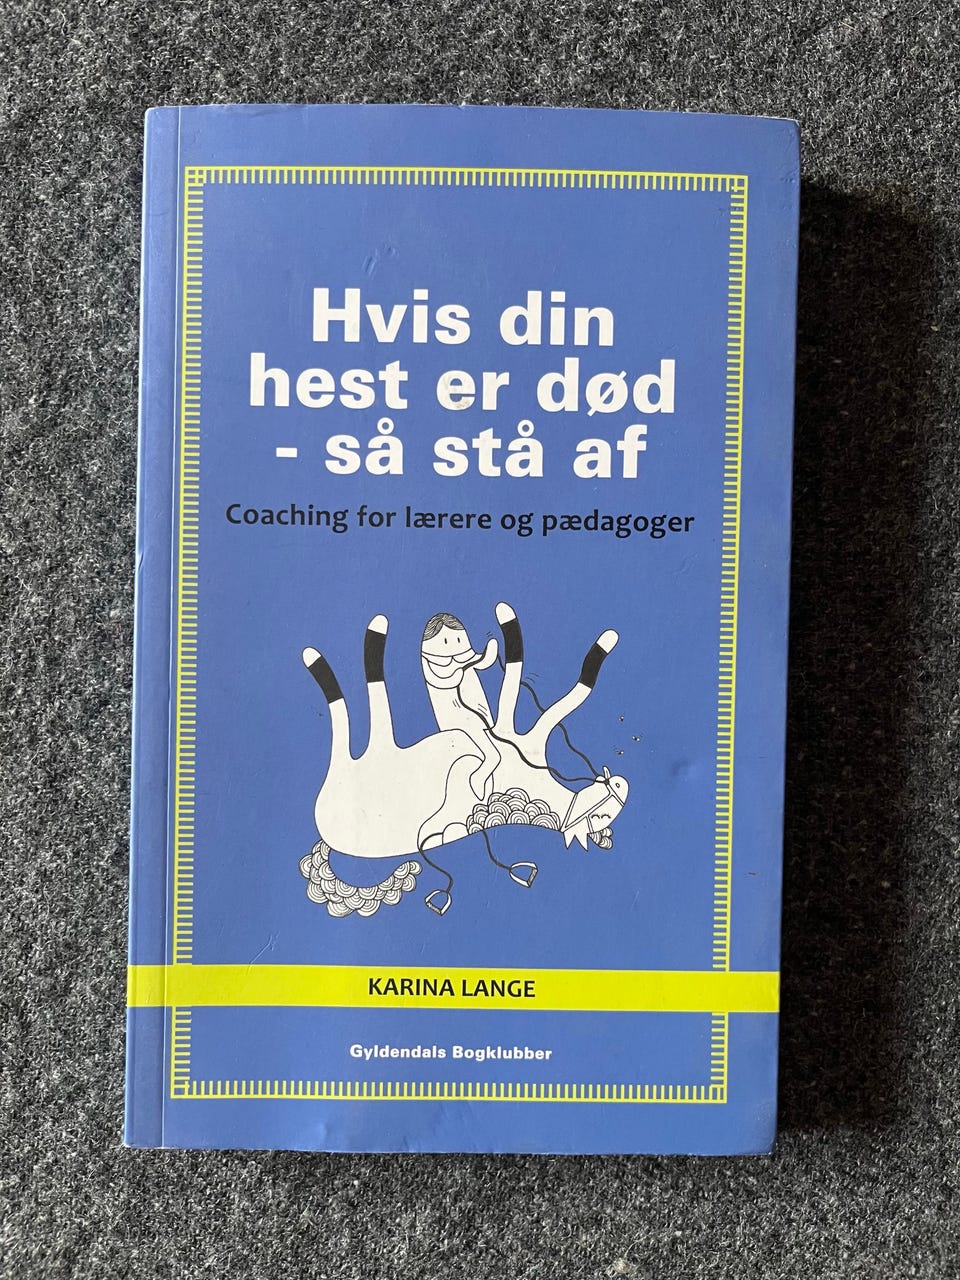 Hvis din
hest er død
- så stå af
Coaching for lærere og pædagoger
KARINA LANGE
Gyldendals Bogklubber